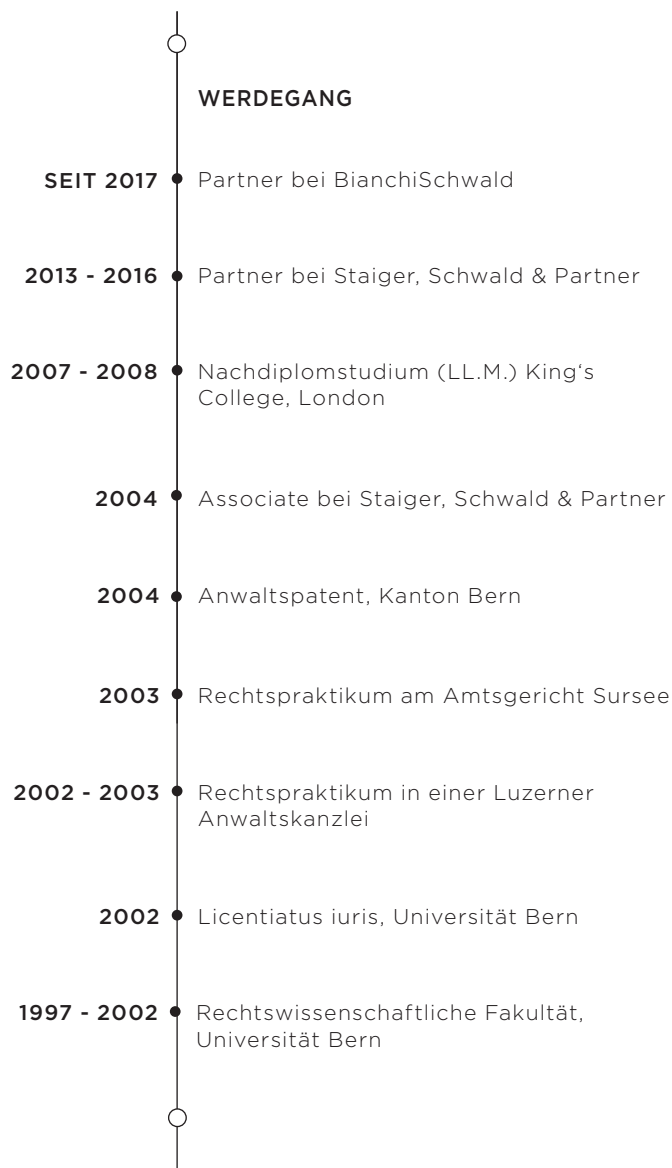 WERDEGANG
SEIT 2017 Partner bei BianchiSchwald
2013 - 2016 Partner bei Staiger, Schwald & Partner
2007 - 2008 Nachdiplomstudium (LL.M.) King‘s
College, London
2004 Associate bei Staiger, Schwald & Partner
2004 Anwaltspatent, Kanton Bern
2003 Rechtspraktikum am Amtsgericht Sursee
2002 - 2003 Rechtspraktikum in einer Luzerner
Anwaltskanzlei
2002 Licentiatus iuris, Universität Bern
1997 - 2002 Rechtswissenschaftliche Fakultät,
Universität Bern